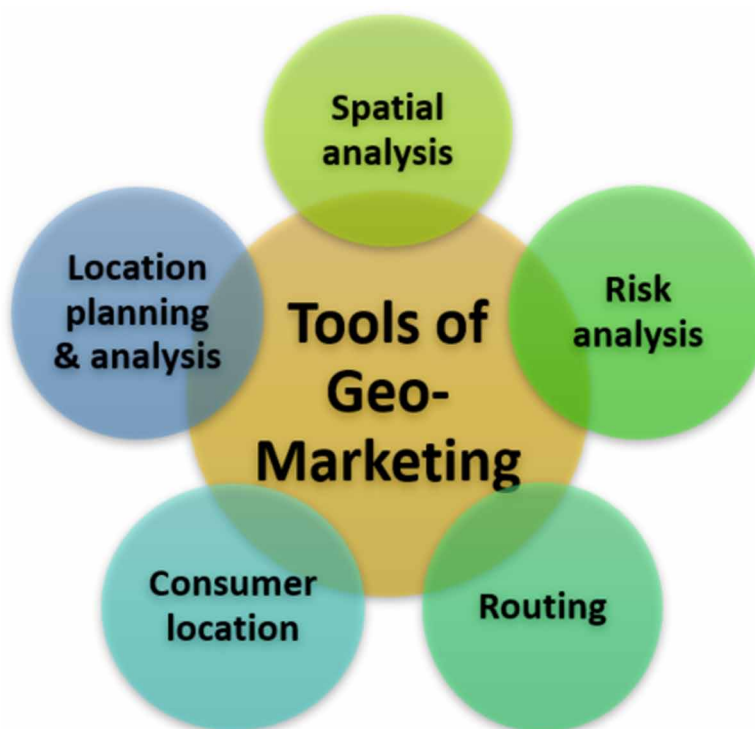 Spatial
analysis
Risk
analysis
Routing
Consumer
location
Location
planning
& analysis
Tools of
Geo-
Marketing